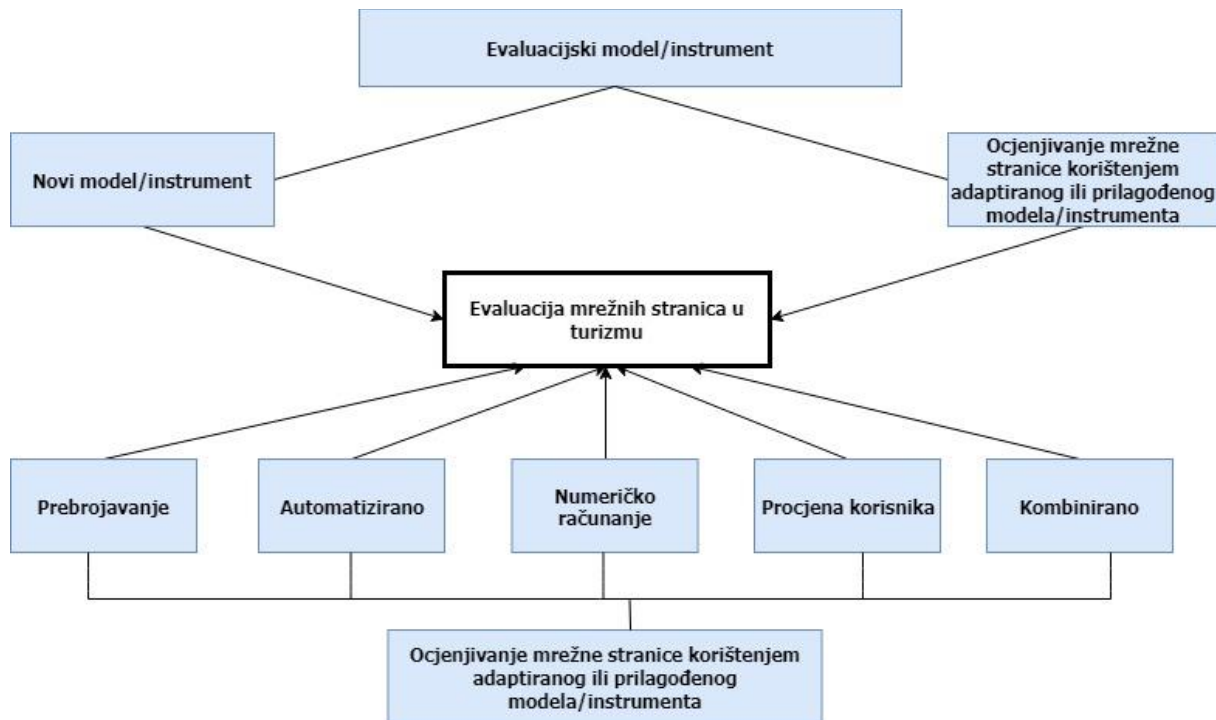 Evaluacijski model/instrument
Novi model/instrument
Ocjenjivanje mrežne
stranice korištenjem
adaptiranog ili prilagođenog
modela/instrumenta
Evaluacija mrežnih stranica u
turizmu
Prebrojavanje
Automatizirano
Numeričko
računanje
Procjena korisnika
Kombinirano
Ocjenjivanje mrežne stranice korištenjem
adaptiranog ili prilagođenog
modela/instrumenta